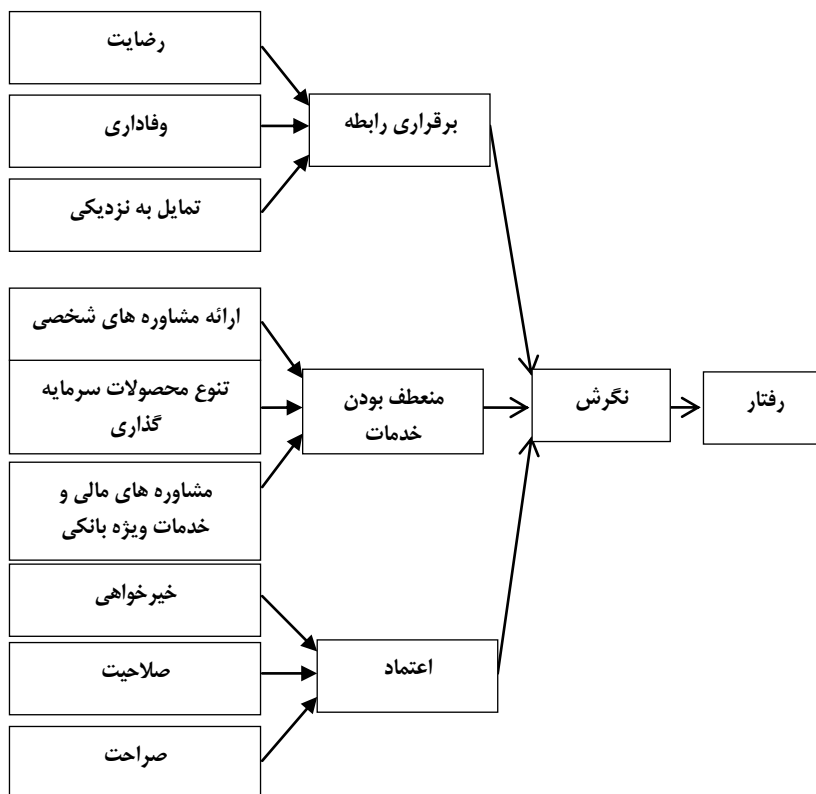 رضایت
وفاداری
تمایل به نزدیکی
برقراری رابطه
ارائه مشاوره های شخصی
تنوع محصولات سرمایه
گذاری
مشاوره های مالی و
خدمات ویژه بانکی
منعطف بودن
خدمات
نگرش
رفتار
خیرخواهی
صلاحیت
صراحت
اعتماد